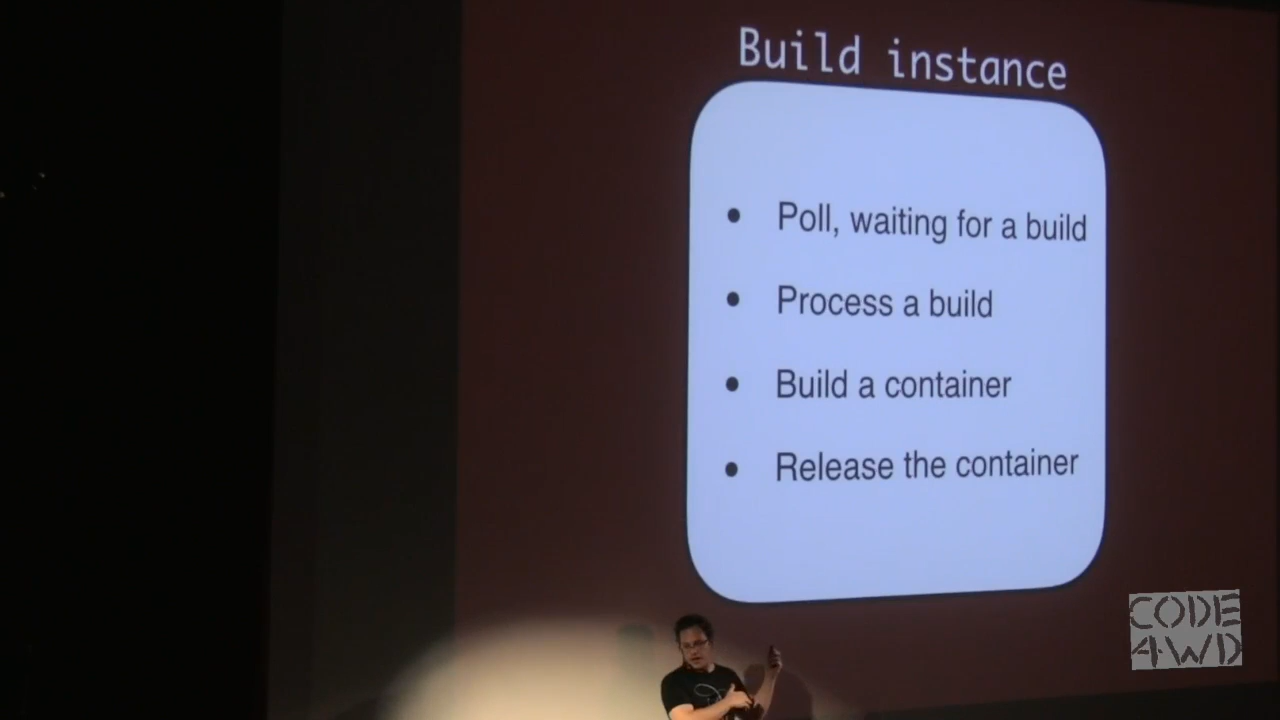 Build instance
• Poll, waiting for a build
• Process a build
• Build a container
• Release the container
CODE
4WD